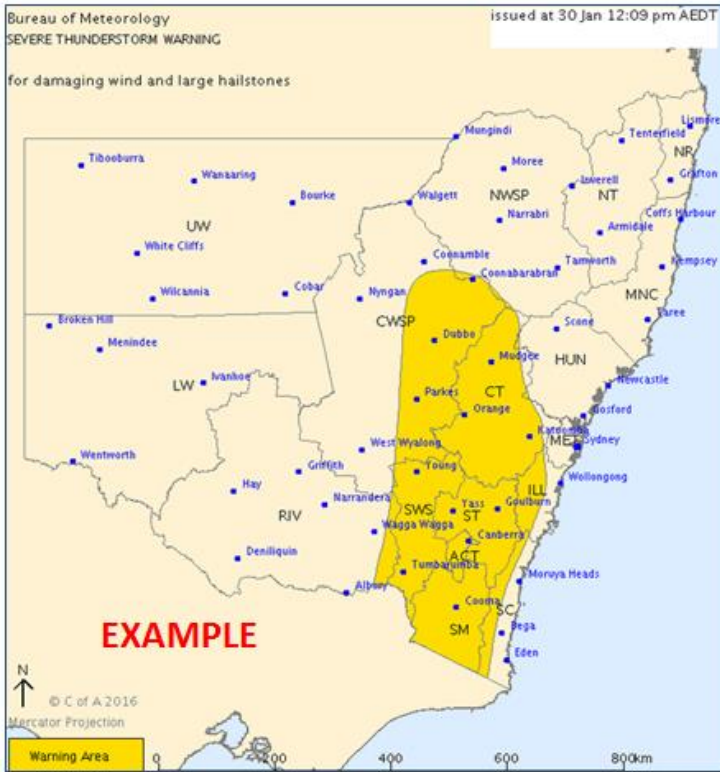 Bureau of Meteorology
issued at 30 Jan 12:09 pm AEDT
SEVERE THUNDERSTORM WARNING
for damaging wind and large hailstones
Lismore
Mungindi
Tenterfield
NR
Tibooburra
Moree
Wanaaring
Inverell
Grafton
NT
NWSP
Bourke
Walgett
Coffs Harbour
UW
Narrabri
Armidale
White Cliffs
Coonamble
Tamworth
Kempsey
Coonabarabran
Cobar
Wilcannia
Nyngan
MNC
Taree
CWSP
Broken Hill
Scone
Dubbo
Menindee
Mudgee
HUN
LW
Ivanhoe
Newcastle
CT
Parkes
Orange
Gosford
Katoomba
MET
Sydney
West Wyalong
Wentworth
Young
Griffith
Wollongong
Hay
ILL
Narrandera
SWS
Yass
Goulburn
RIV
ST
Wagga Wagga
Canberra
Deniliquin
ACT
Tumbarumba
Moruya Heads
Albury
Cooma
SC
EXAMPLE
SM
Bega
Eden
N
© C of A 2016
Mercator Projection
Warning Area
0
200
400
600
800km